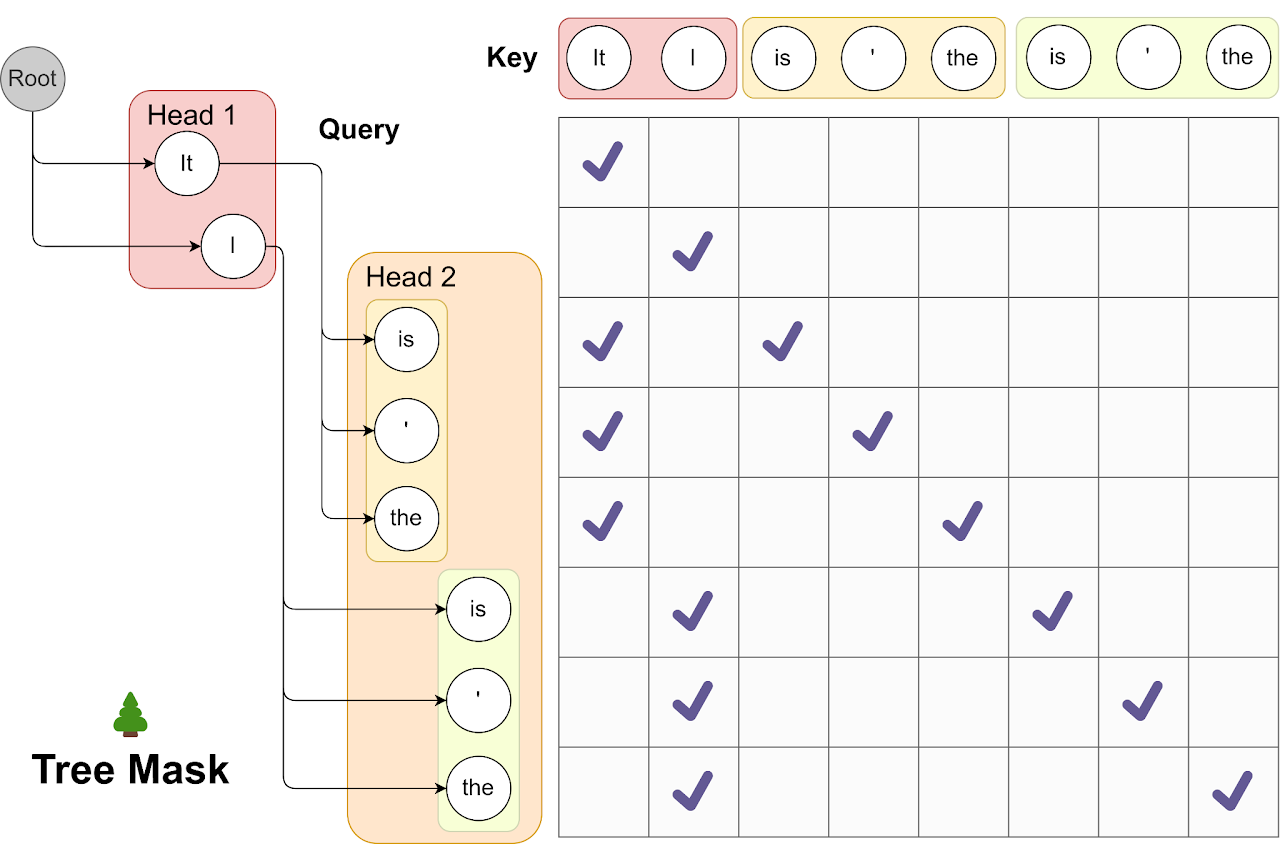 Key
It I is ' the is ' the
Root
Head 1
Query
It
I
Head 2
is
'
the
is
'
the
Tree Mask